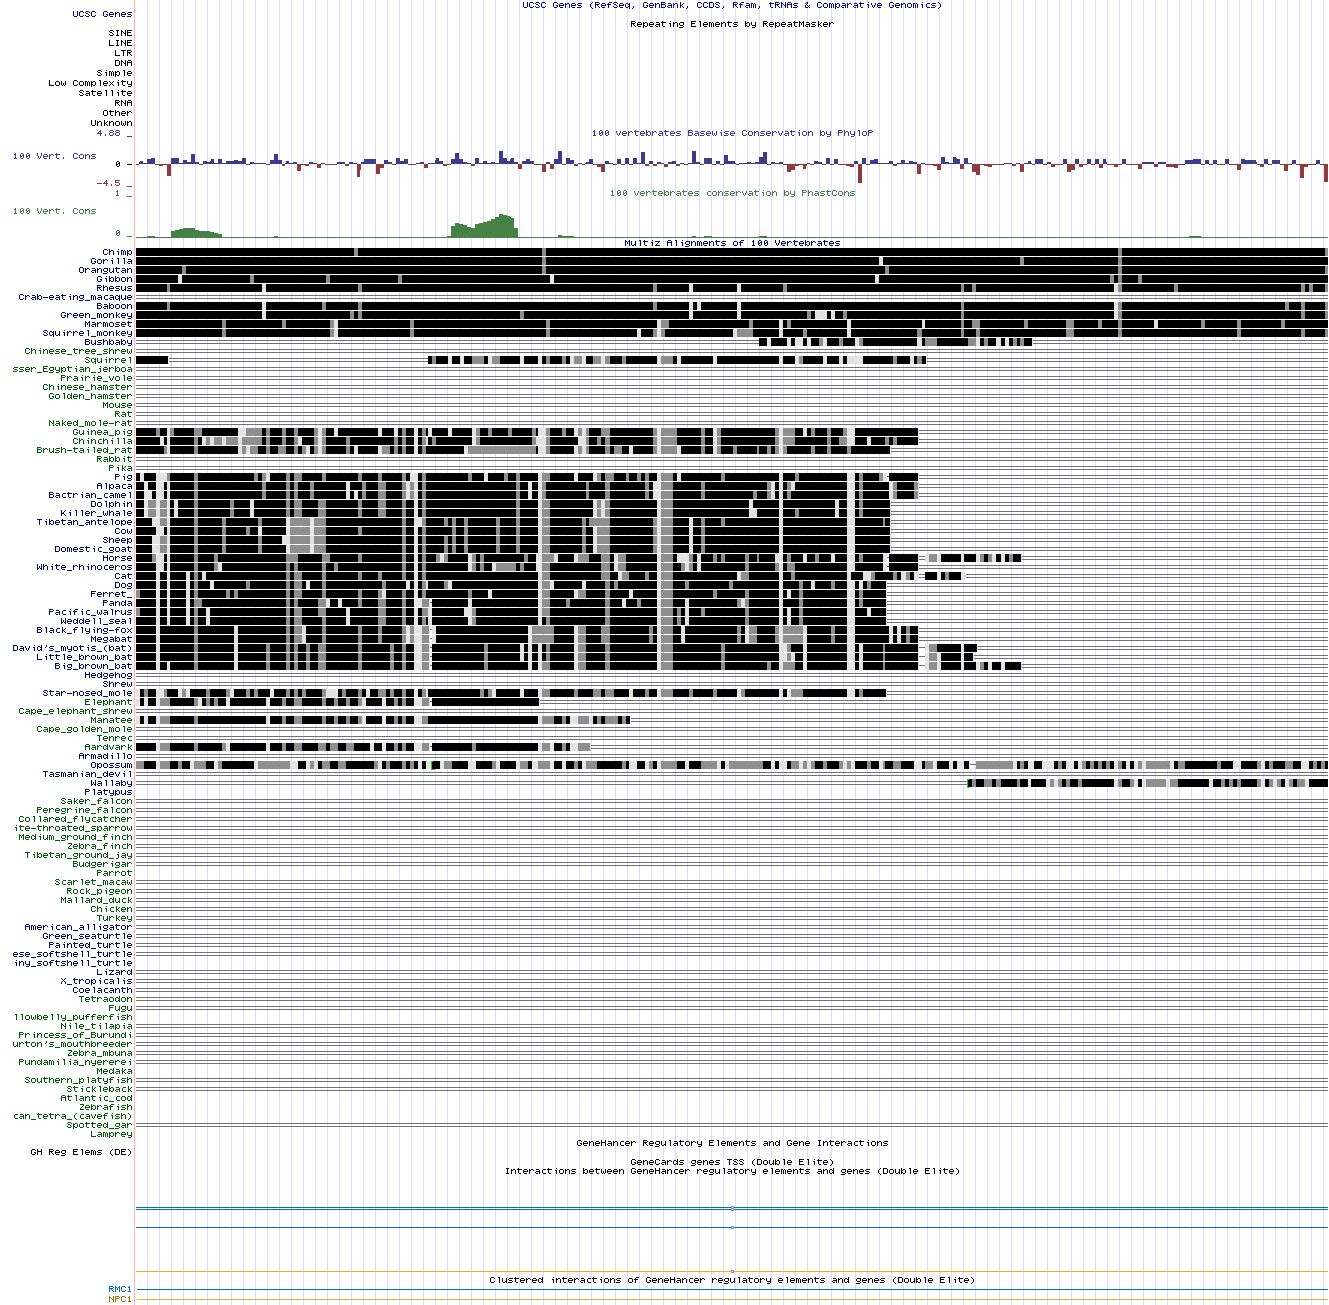 UCSC Genes (RefSeq, GenBank, CCDS, Rfam, tRNAs & Comparative Genomics)
UCSC Genes
Repeating Elements by RepeatMasker
SINE
LINE
LTR
DNA
Simple
Low Complexity
Satellite
RNA
Other
Unknown
100 vertebrates Basewise Conservation by PhyloP
4.88 _
100 Vert. Cons
0 _
-4.5 _
100 vertebrates conservation by PhastCons
1 _
100 Vert. Cons
0 _
Multiz Alignments of 100 Vertebrates
Chimp
Gorilla
Orangutan
Gibbon
Rhesus
Crab-eating_macaque
Baboon
Green_monkey
Marmoset
Squirrel_monkey
Bushbaby
Chinese_tree_shrew
Squirrel
sser_Egyptian_jerboa
Prairie_vole
Chinese_hamster
Golden_hamster
Mouse
Rat
Naked_mole-rat
Guinea_pig
Chinchilla
Brush-tailed_rat
Rabbit
Pika
Pig
Alpaca
Bactrian_camel
Dolphin
Killer_whale
Tibetan_antelope
Cow
Sheep
Domestic_goat
Horse
White_rhinoceros
Cat
Dog
Ferret_
Panda
Pacific_walrus
Weddell_seal
Black_flying-fox
Megabat
David's_myotis_(bat)
Little_brown_bat
Big_brown_bat
Hedgehog
Shrew
Star-nosed_mole
Elephant
Cape_elephant_shrew
Manatee
Cape_golden_mole
Tenrec
Aardvark
Armadillo
Opossum
Tasmanian_devil
Wallaby
Platypus
Saker_falcon
Peregrine_falcon
Collared_flycatcher
ite-throated_sparrow
Medium_ground_finch
Zebra_finch
Tibetan_ground_jay
Budgerigar
Parrot
Scarlet_macaw
Rock_pigeon
Mallard_duck
Chicken
Turkey
American_alligator
Green_seaturtle
Painted_turtle
ese_softshell_turtle
iny_softshell_turtle
Lizard
X_tropicalis
Coelacanth
Tetraodon
Fugu
llowbelly_pufferfish
Nile_tilapia
Princess_of_Burundi
urton's_mouthbreeder
Zebra_mbuna
Pundamilia_nyererei
Medaka
Southern_platyfish
Stickleback
Atlantic_cod
Zebrafish
can_tetra_(cavefish)
Spotted_gar
Lamprey
GeneHancer Regulatory Elements and Gene Interactions
GH Reg Elems (DE)
GeneCards genes TSS (Double Elite)
Interactions between GeneHancer regulatory elements and genes (Double Elite)
Clustered interactions of GeneHancer regulatory elements and genes (Double Elite)
RMC1
NPC1